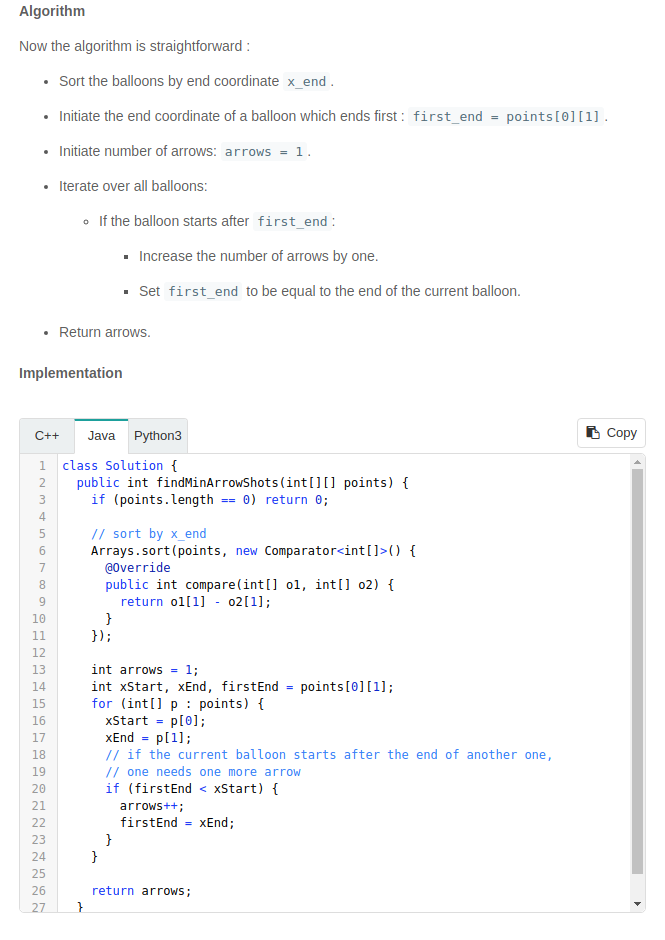 Algorithm
Now the algorithm is straightforward :
• Sort the balloons by end coordinate x_end .
• Initiate the end coordinate of a balloon which ends first : first_end = points[0][1] .
• Initiate number of arrows: arrows = 1 .
• Iterate over all balloons:
◦ If the balloon starts after first_end :
▪ Increase the number of arrows by one.
▪ Set first_end to be equal to the end of the current balloon.
• Return arrows.
Implementation
C++ Java Python3 Copy
1 class Solution {
2   public int findMinArrowShots(int[][] points) {
3     if (points.length == 0) return 0;
4
5     // sort by x_end
6     Arrays.sort(points, new Comparator<int[]>() {
7       @Override
8       public int compare(int[] o1, int[] o2) {
9         return o1[1] - o2[1];
10       }
11     });
12
13     int arrows = 1;
14     int xStart, xEnd, firstEnd = points[0][1];
15     for (int[] p : points) {
16       xStart = p[0];
17       xEnd = p[1];
18       // if the current balloon starts after the end of another one,
19       // one needs one more arrow
20       if (firstEnd < xStart) {
21         arrows++;
22         firstEnd = xEnd;
23       }
24     }
25
26     return arrows;
27   }